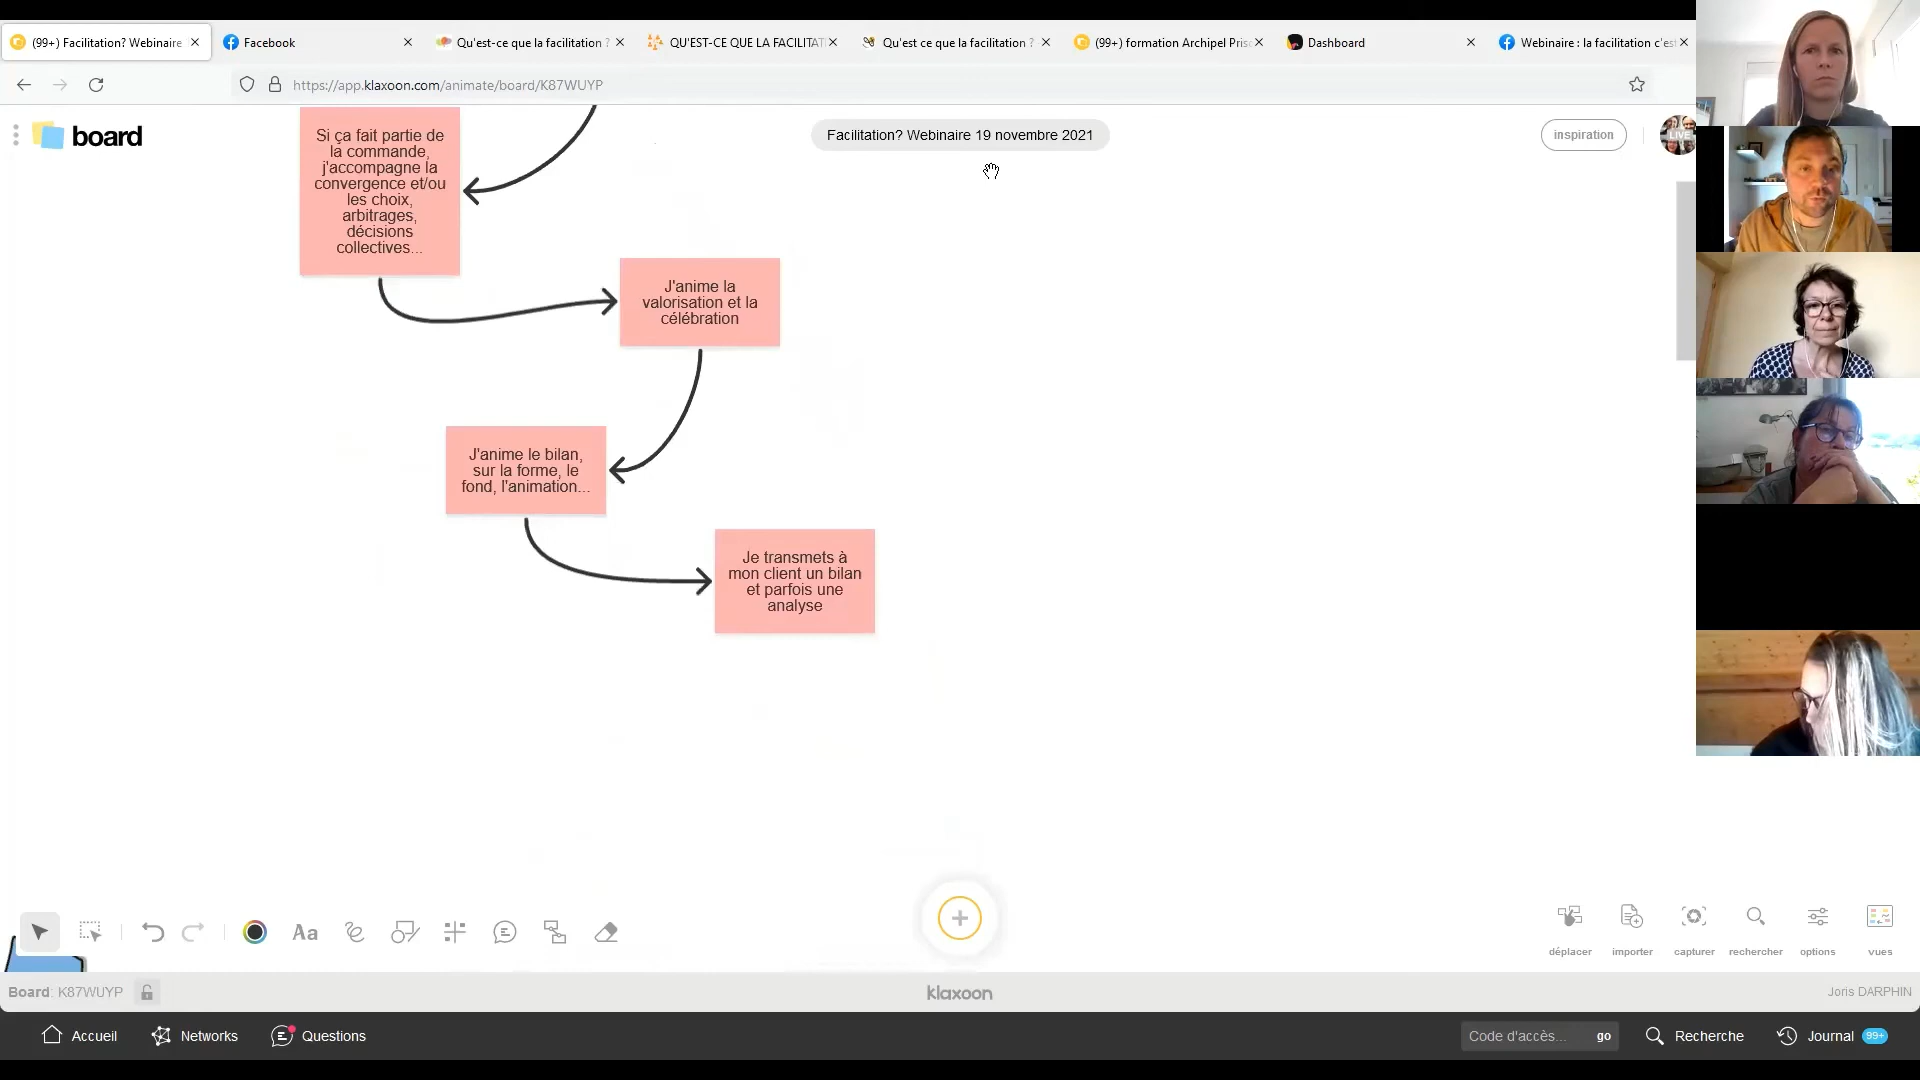 (99+) Facilitation? Webinaire
Facebook
Qu'est-ce que la facilitation ?
QU'EST-CE QUE LA FACILITAT
Qu'est ce que la facilitation ?
(99+) formation Archipel Pris
Dashboard
Webinaire : la facilitation c'es
https://app.klaxoon.com/animate/board/K87WUYP
board
Facilitation? Webinaire 19 novembre 2021
inspiration
LIVE
Si ça fait partie de
la commande,
j'accompagne la
convergence et/ou
les choix,
arbitrages,
décisions
collectives...
J'anime la
valorisation et la
célébration
J'anime le bilan,
sur la forme, le
fond, l'animation...
Je transmets à
mon client un bilan
et parfois une
analyse
Aa
déplacer
importer
capturer
rechercher
options
vues
Board: K87WUYP
klaxoon
Joris DARPHIN
Accueil
Networks
Questions
Code d'accès...
go
Recherche
Journal
99+